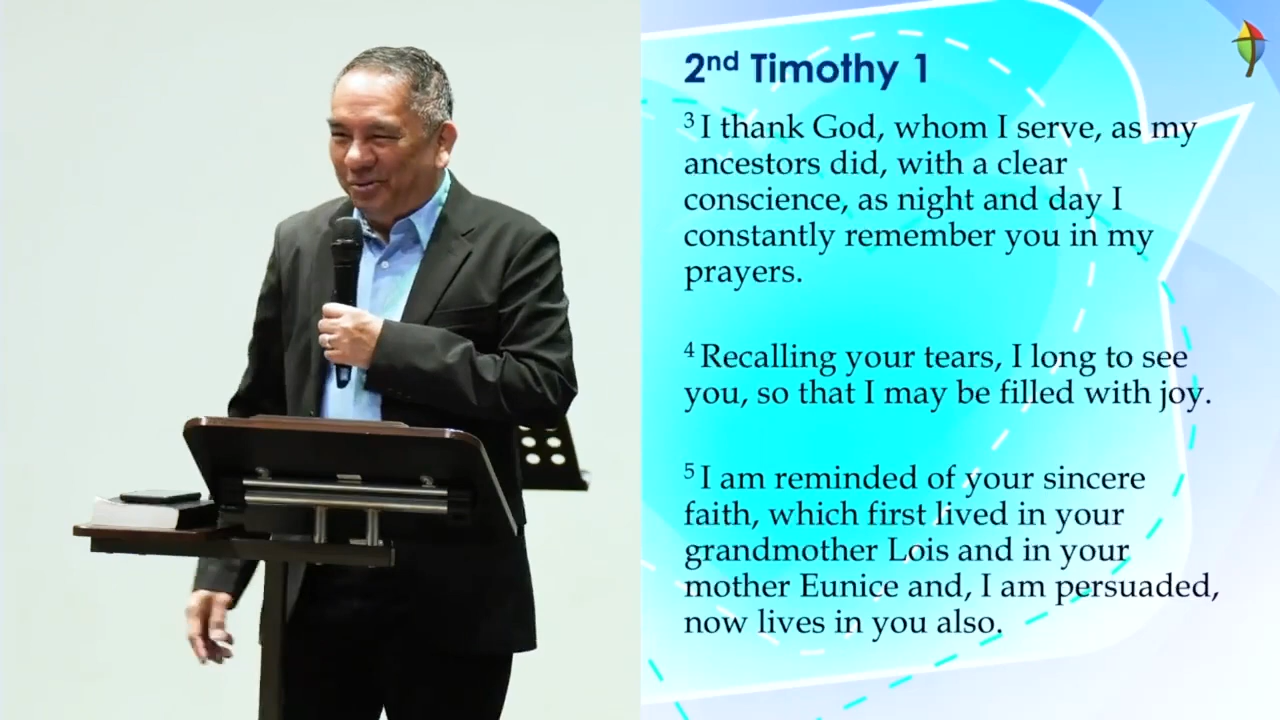 2nd Timothy 1
3 I thank God, whom I serve, as my
ancestors did, with a clear
conscience, as night and day I
constantly remember you in my
prayers.
4 Recalling your tears, I long to see
you, so that I may be filled with joy.
5 I am reminded of your sincere
faith, which first lived in your
grandmother Lois and in your
mother Eunice and, I am persuaded,
now lives in you also.